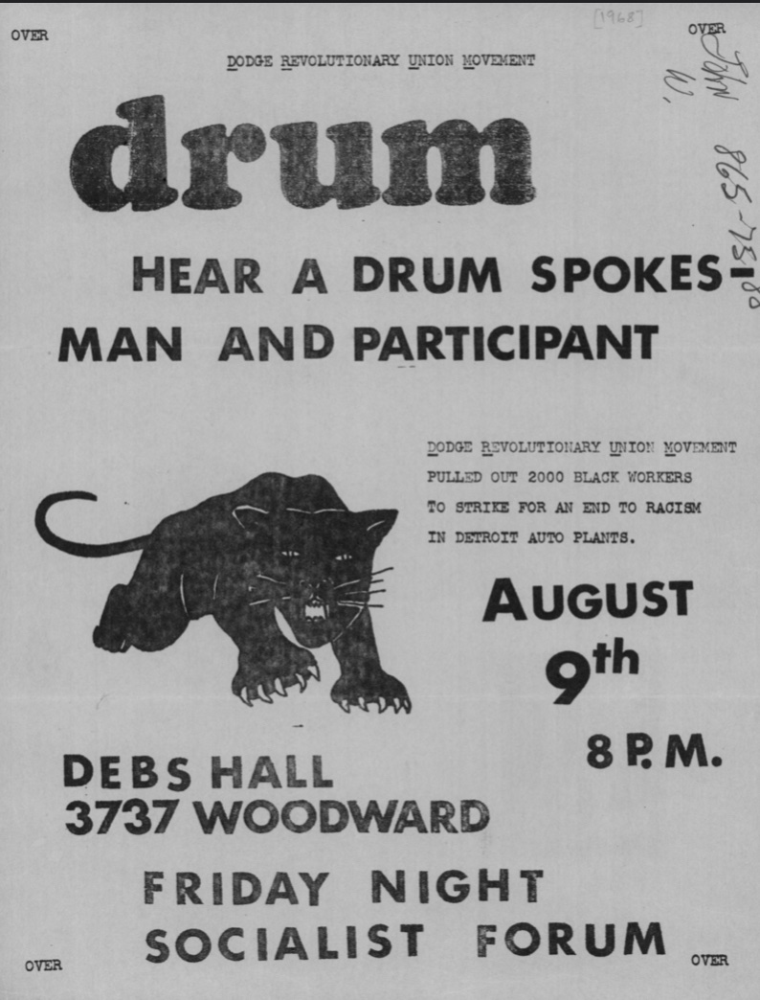 [1968]
OVER OVER
DODGE REVOLUTIONARY UNION MOVEMENT
drum
HEAR A DRUM SPOKES-
MAN AND PARTICIPANT
DODGE REVOLUTIONARY UNION MOVEMENT
PULLED OUT 2000 BLACK WORKERS
TO STRIKE FOR AN END TO RACISM
IN DETROIT AUTO PLANTS.
AUGUST
9th
8 P.M.
DEBS HALL
3737 WOODWARD
FRIDAY NIGHT
SOCIALIST FORUM
OVER OVER
John
W.